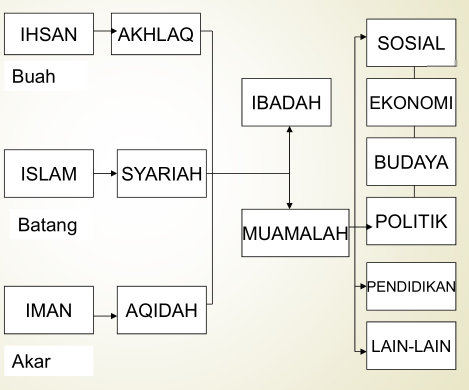 IHSAN
AKHLAQ
Buah
ISLAM
SYARIAH
Batang
IMAN
AQIDAH
Akar
IBADAH
MUAMALAH
SOSIAL
EKONOMI
BUDAYA
POLITIK
PENDIDIKAN
LAIN-LAIN